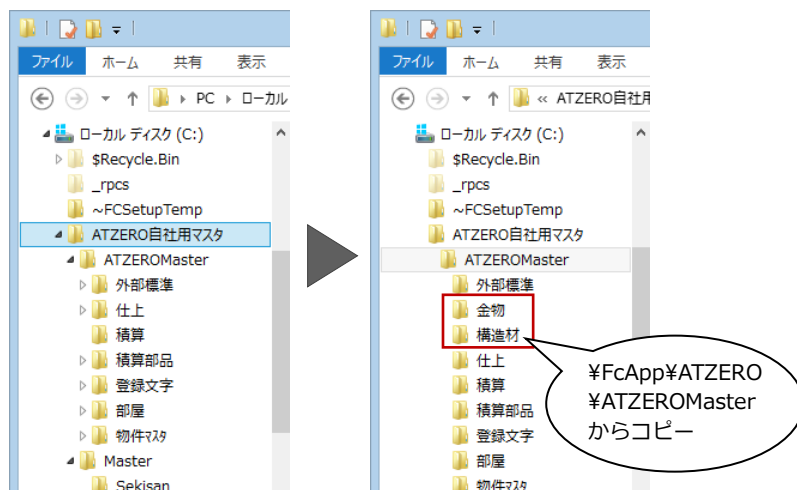 ファイル ホーム 共有 表示
PC ローカル
ローカル ディスク (C:)
$Recycle.Bin
_rpcs
~FCSetupTemp
ATZERO自社用マスタ
ATZEROMaster
外部標準
仕上
積算
積算部品
登録文字
部屋
物件マスタ
Master
Sekisan
ファイル ホーム 共有 表示
« ATZERO自社用
ローカル ディスク (C:)
$Recycle.Bin
_rpcs
~FCSetupTemp
ATZERO自社用マスタ
ATZEROMaster
外部標準
金物
構造材
仕上
積算
積算部品
登録文字
部屋
物件マスタ
¥FcApp¥ATZERO
¥ATZEROMaster
からコピー